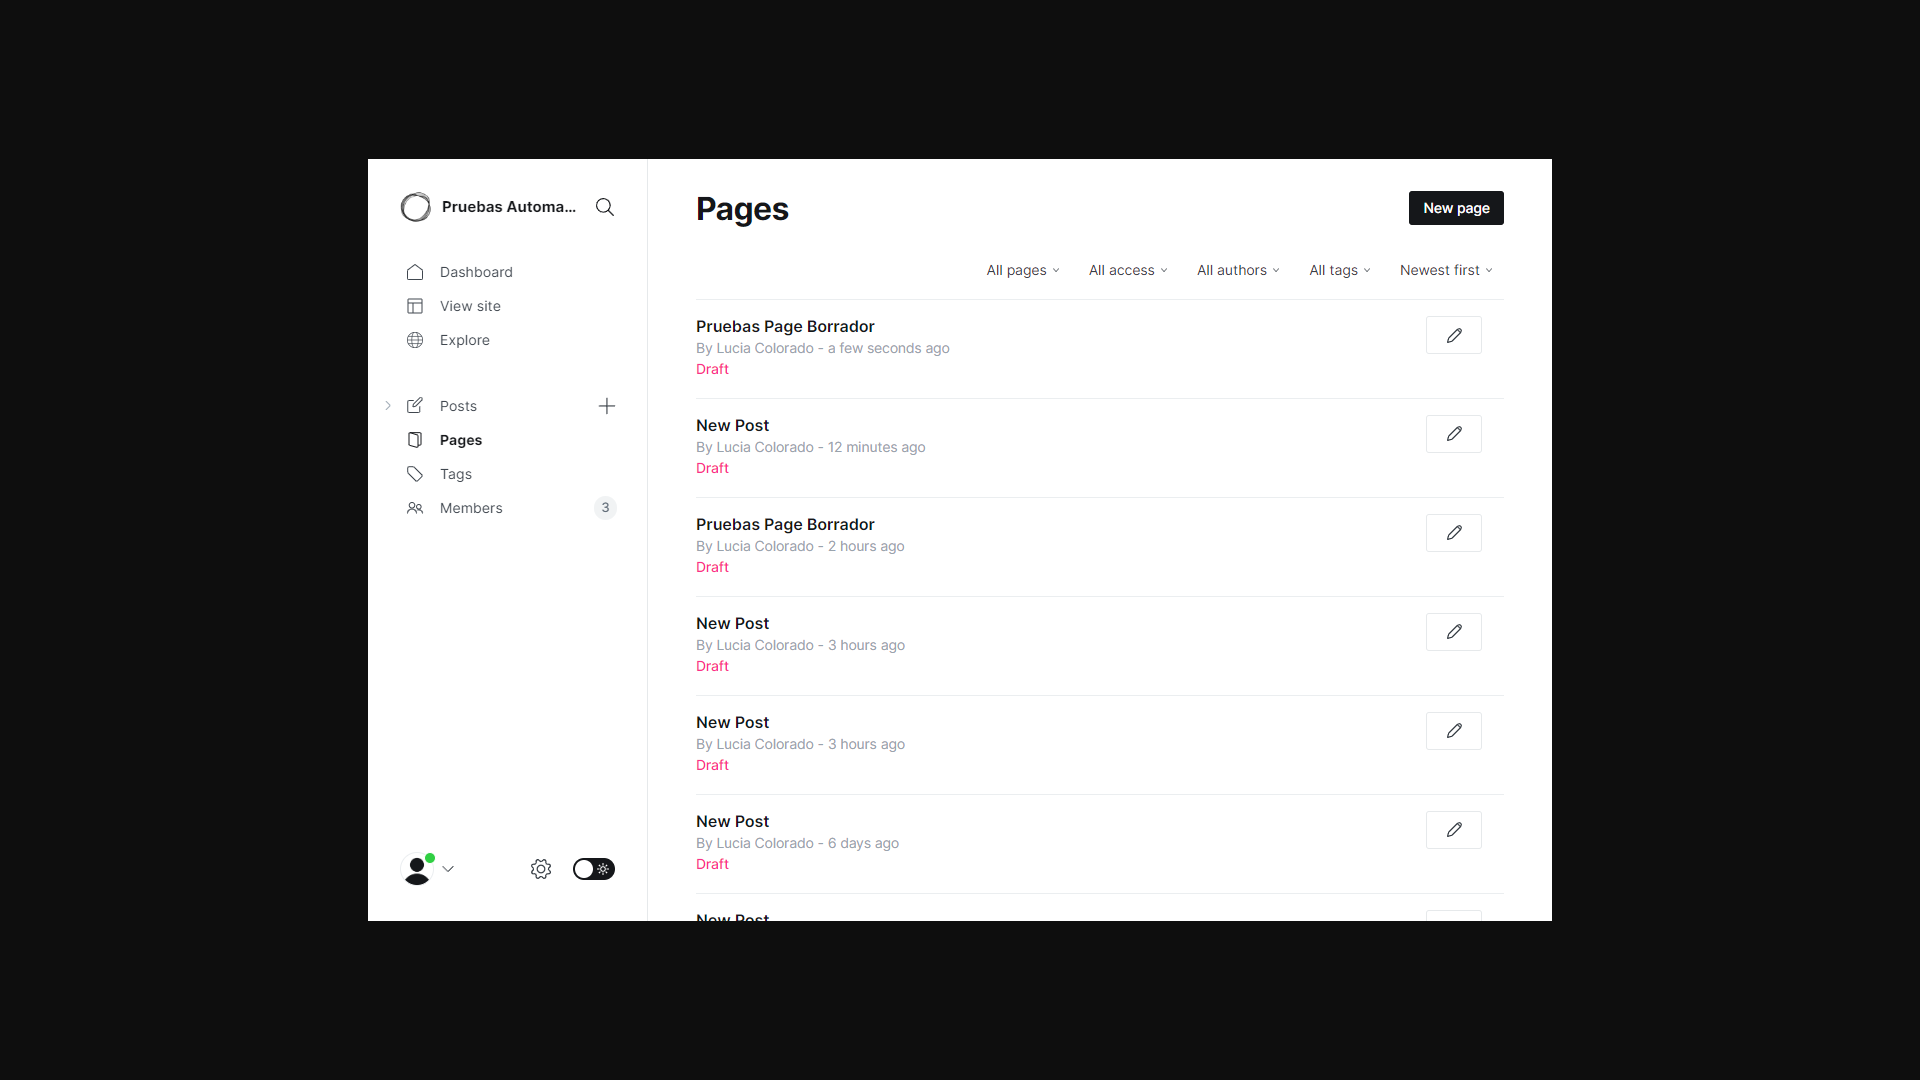 Pruebas Automa...
Dashboard
View site
Explore
Posts
Pages
Tags
Members
3
Pages
New page
All pages
All access
All authors
All tags
Newest first
Pruebas Page Borrador
By Lucia Colorado - a few seconds ago
Draft
New Post
By Lucia Colorado - 12 minutes ago
Draft
Pruebas Page Borrador
By Lucia Colorado - 2 hours ago
Draft
New Post
By Lucia Colorado - 3 hours ago
Draft
New Post
By Lucia Colorado - 3 hours ago
Draft
New Post
By Lucia Colorado - 6 days ago
Draft
New Post